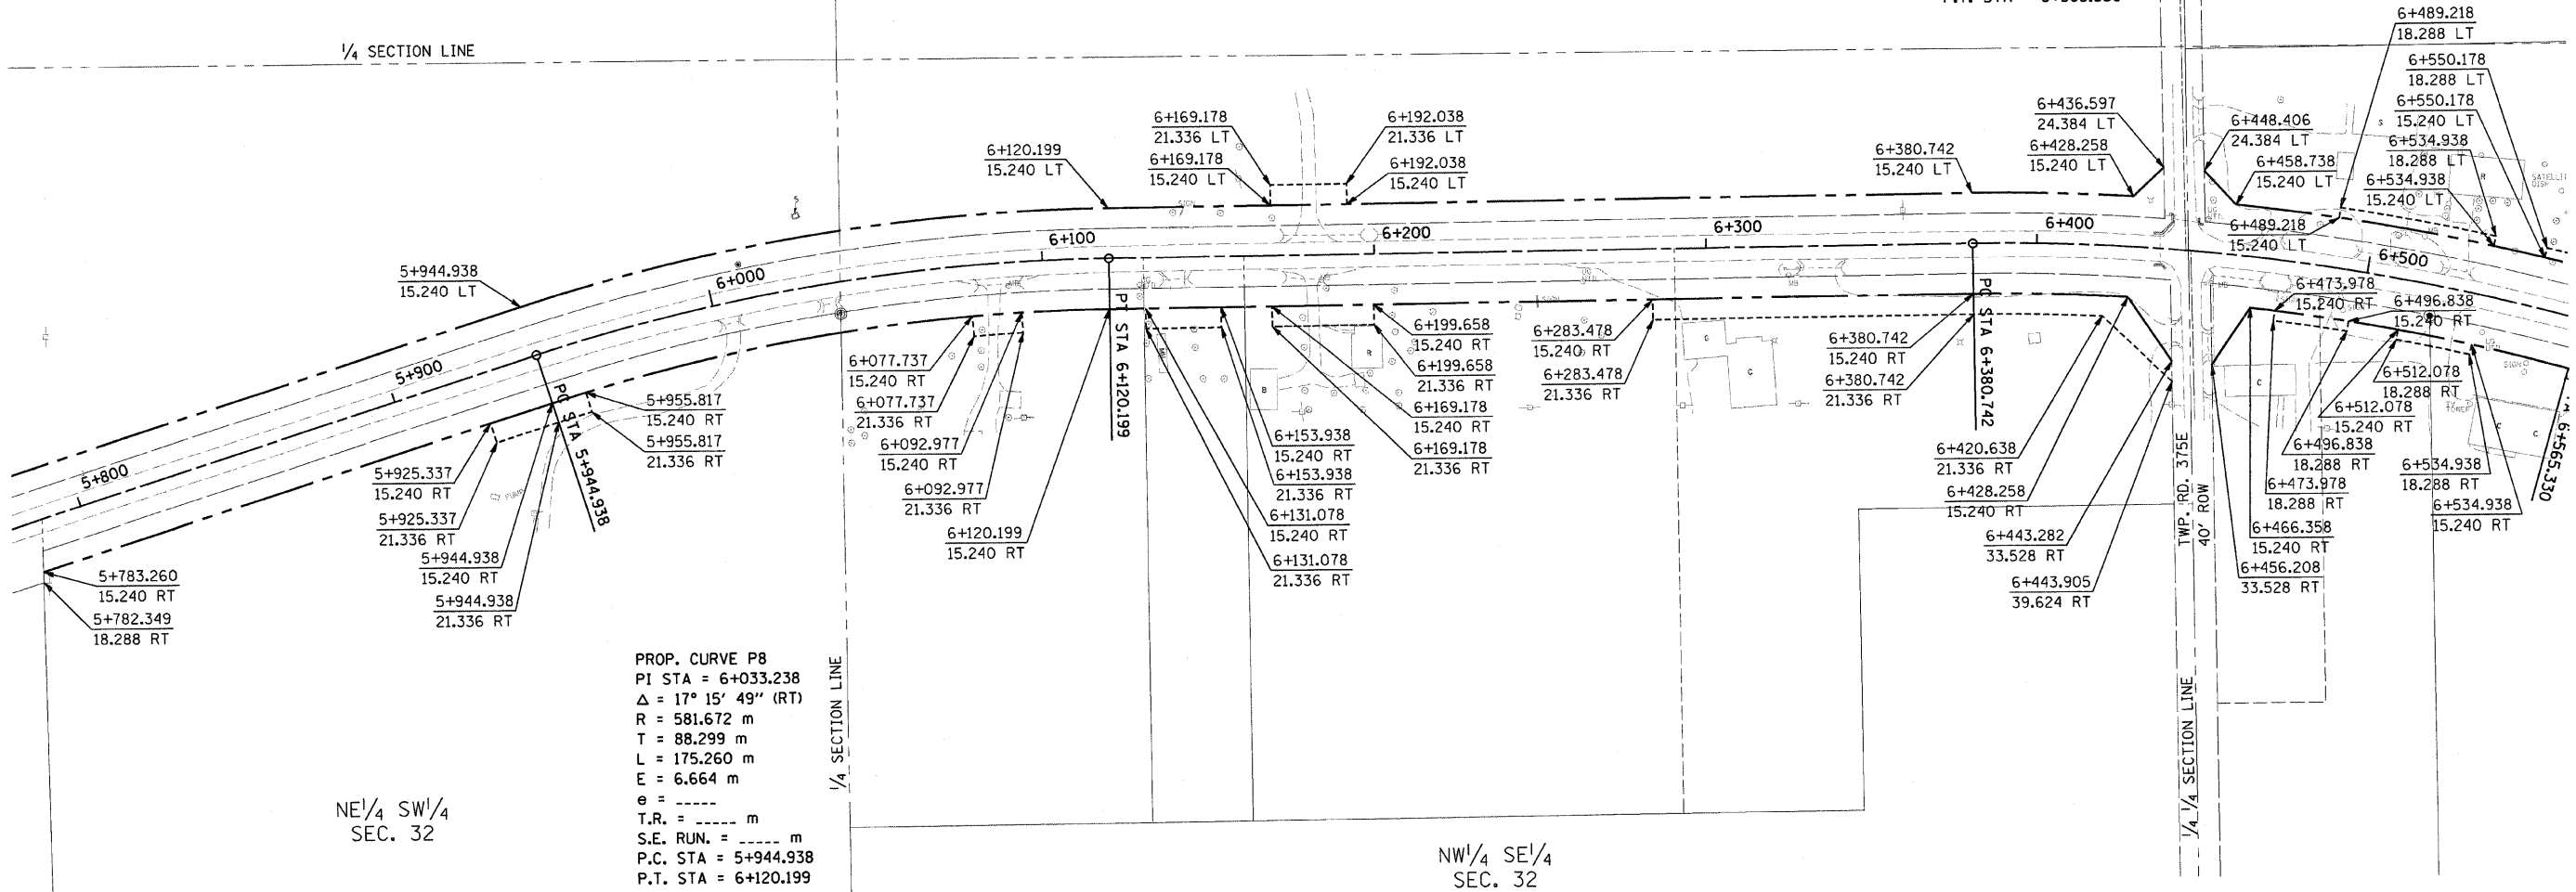 1/4 SECTION LINE
6+489.218
18.288 LT
6+550.178
18.288 LT
6+550.178
15.240 LT
6+534.938
18.288 LT
6+534.938
15.240 LT
6+489.218
15.240 LT
6+436.597
24.384 LT
6+428.258
15.240 LT
6+448.406
24.384 LT
6+458.738
15.240 LT
6+380.742
15.240 LT
6+169.178
21.336 LT
6+169.178
15.240 LT
6+192.038
21.336 LT
6+192.038
15.240 LT
6+120.199
15.240 LT
5+944.938
15.240 LT
SATELLIT
DISH
5+800
5+900
6+000
6+100
6+200
6+300
6+400
6+500
PC STA 5+944.938
PT STA 6+120.199
PC STA 6+380.742
6+565.330
5+783.260
15.240 RT
5+782.349
18.288 RT
5+925.337
15.240 RT
5+925.337
21.336 RT
5+944.938
15.240 RT
5+944.938
21.336 RT
5+955.817
15.240 RT
5+955.817
21.336 RT
PUMP
6+077.737
15.240 RT
6+077.737
21.336 RT
6+092.977
15.240 RT
6+092.977
21.336 RT
6+120.199
15.240 RT
6+131.078
15.240 RT
6+131.078
21.336 RT
6+153.938
15.240 RT
6+153.938
21.336 RT
6+169.178
15.240 RT
6+169.178
21.336 RT
6+199.658
15.240 RT
6+199.658
21.336 RT
6+283.478
15.240 RT
6+283.478
21.336 RT
6+380.742
15.240 RT
6+380.742
21.336 RT
6+420.638
21.336 RT
6+428.258
15.240 RT
6+443.282
33.528 RT
6+443.905
39.624 RT
6+473.978
15.240 RT
6+496.838
15.240 RT
6+512.078
18.288 RT
6+512.078
15.240 RT
6+496.838
18.288 RT
6+473.978
18.288 RT
6+466.358
15.240 RT
6+456.208
33.528 RT
6+534.938
18.288 RT
6+534.938
15.240 RT
TWP. RD. 375E
40' ROW
1/4 1/4 SECTION LINE
1/4 SECTION LINE
PROP. CURVE P8
PI STA = 6+033.238
Δ = 17° 15' 49" (RT)
R = 581.672 m
T = 88.299 m
L = 175.260 m
E = 6.664 m
e = -----
T.R. = ----- m
S.E. RUN. = ----- m
P.C. STA = 5+944.938
P.T. STA = 6+120.199
NE1/4 SW1/4
SEC. 32
NW1/4 SE1/4
SEC. 32